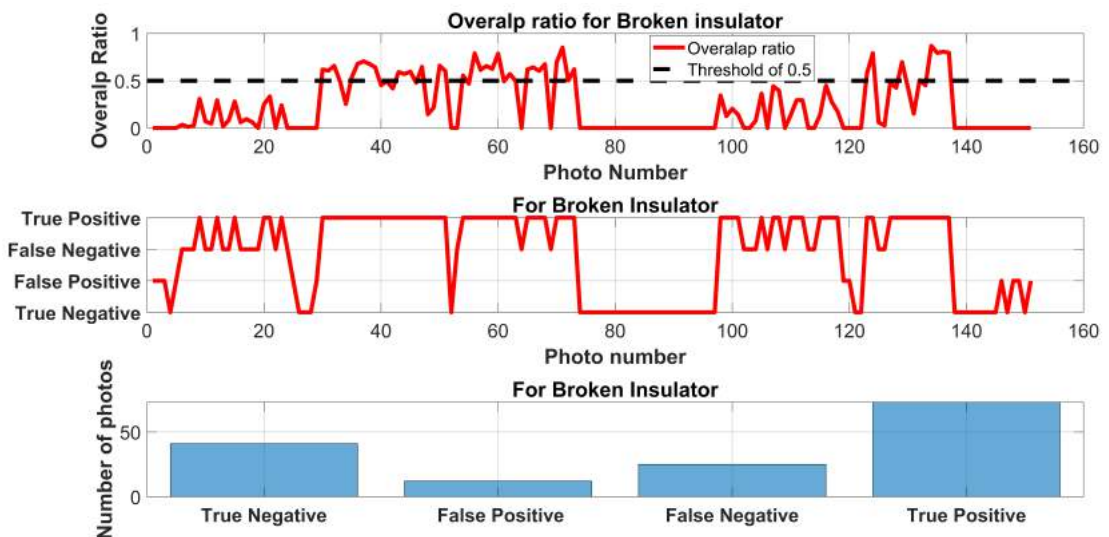 Overalp ratio for Broken insulator
Overalp Ratio
1
0.5
0
Overalap ratio
Threshold of 0.5
0 20 40 60 80 100 120 140 160
Photo Number
For Broken Insulator
True Positive
False Negative
False Positive
True Negative
0 20 40 60 80 100 120 140 160
Photo number
For Broken Insulator
Number of photos
50
0
True Negative False Positive False Negative True Positive